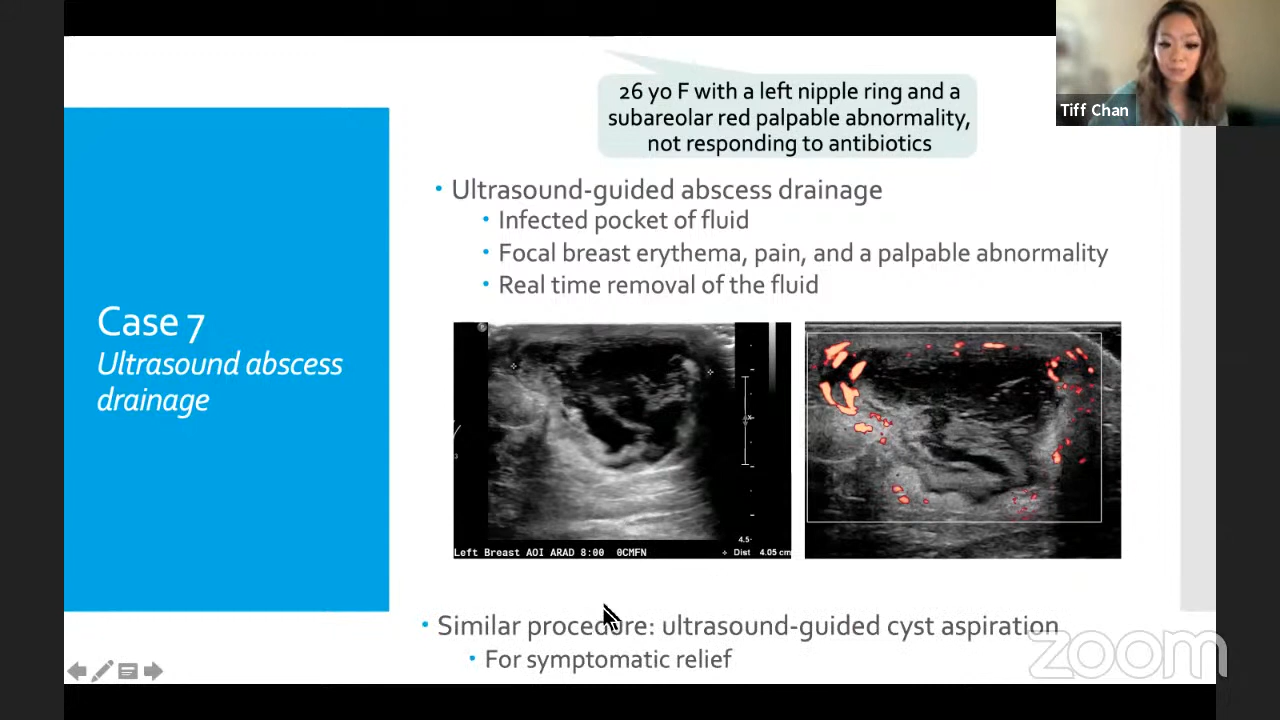 26 yo F with a left nipple ring and a
subareolar red palpable abnormality,
not responding to antibiotics
Tiff Chan
• Ultrasound-guided abscess drainage
• Infected pocket of fluid
• Focal breast erythema, pain, and a palpable abnormality
• Real time removal of the fluid
Case 7
Ultrasound abscess
drainage
4.5-
Left Breast AOI ARAD 8:00 0CMFN
Dist 4.05 cm
• Similar procedure: ultrasound-guided cyst aspiration
• For symptomatic relief
zoom